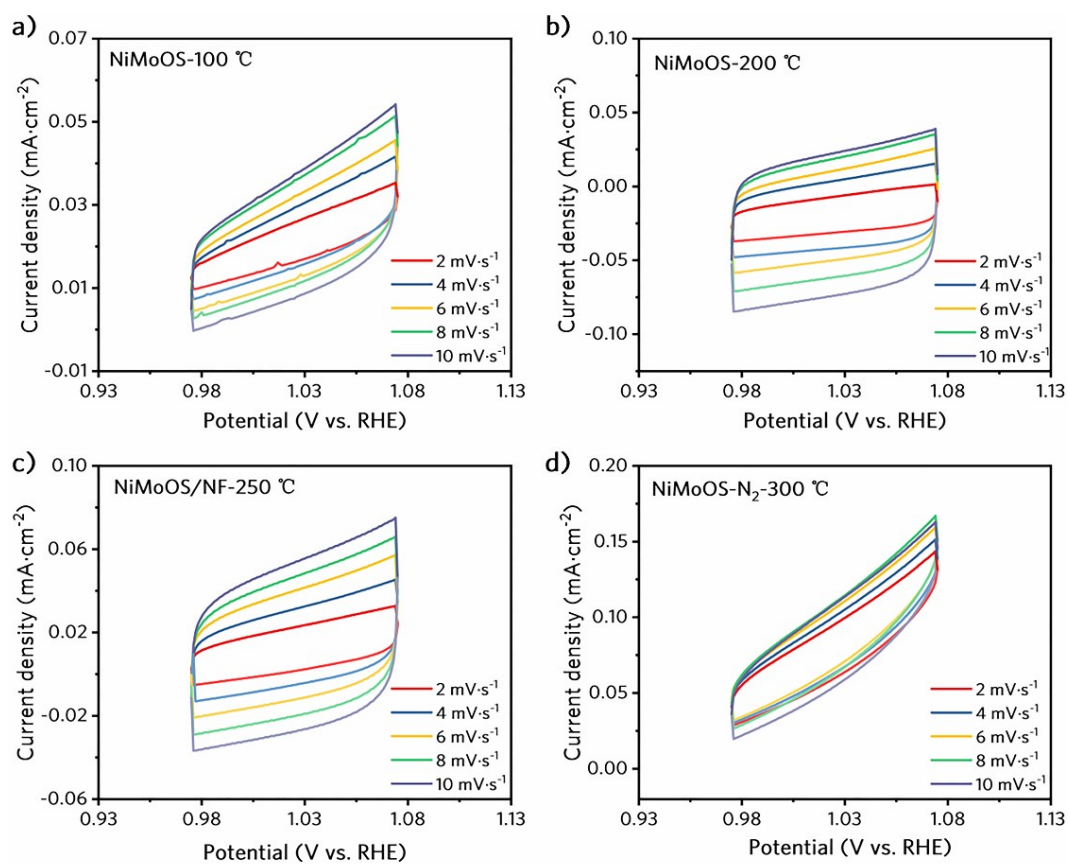 a)
0.07
NiMoOS-100 ℃
0.05
0.03
0.01
-0.01
0.93
0.98
1.03
1.08
1.13
Current density (mA·cm⁻²)
Potential (V vs. RHE)
2 mV·s⁻¹
4 mV·s⁻¹
6 mV·s⁻¹
8 mV·s⁻¹
10 mV·s⁻¹
b)
0.10
NiMoOS-200 ℃
0.05
0.00
-0.05
-0.10
0.93
0.98
1.03
1.08
1.13
Current density (mA·cm⁻²)
Potential (V vs. RHE)
2 mV·s⁻¹
4 mV·s⁻¹
6 mV·s⁻¹
8 mV·s⁻¹
10 mV·s⁻¹
c)
0.10
NiMoOS/NF-250 ℃
0.06
0.02
-0.02
-0.06
0.93
0.98
1.03
1.08
1.13
Current density (mA·cm⁻²)
Potential (V vs. RHE)
2 mV·s⁻¹
4 mV·s⁻¹
6 mV·s⁻¹
8 mV·s⁻¹
10 mV·s⁻¹
d)
0.20
NiMoOS-N₂-300 ℃
0.15
0.10
0.05
0.00
0.93
0.98
1.03
1.08
1.13
Current density (mA·cm⁻²)
Potential (V vs. RHE)
2 mV·s⁻¹
4 mV·s⁻¹
6 mV·s⁻¹
8 mV·s⁻¹
10 mV·s⁻¹